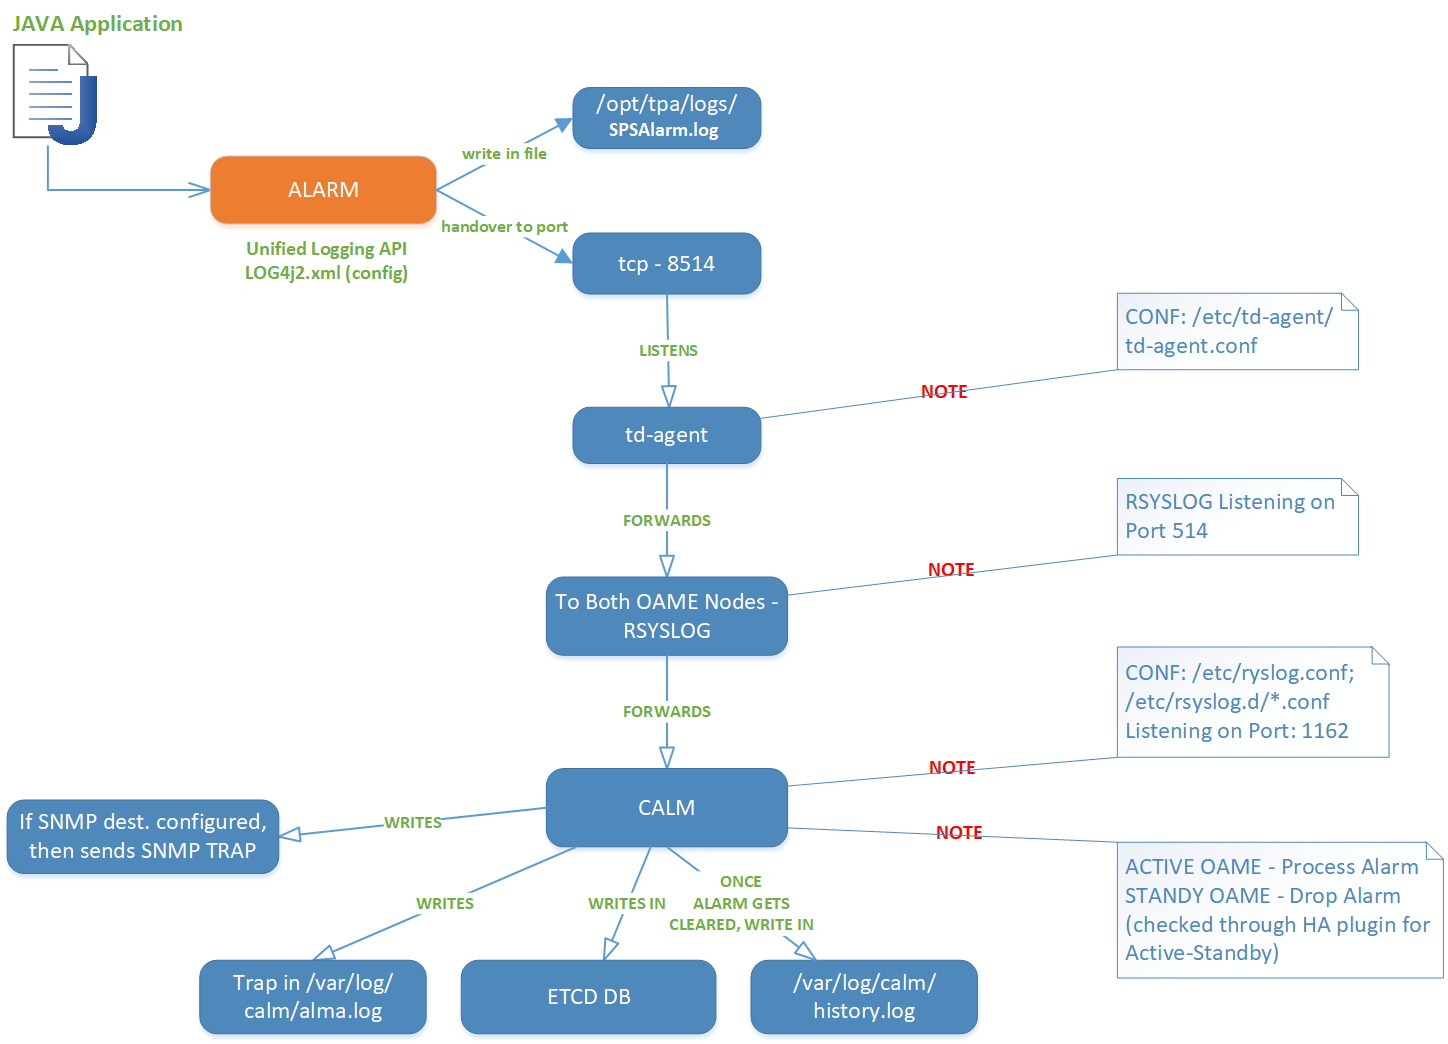 JAVA Application
/opt/tpa/logs/
SPSAlarm.log
write in file
ALARM
handover to port
Unified Logging API
LOG4j2.xml (config)
tcp - 8514
CONF: /etc/td-agent/
td-agent.conf
LISTENS
NOTE
td-agent
RSYSLOG Listening on
Port 514
FORWARDS
NOTE
To Both OAME Nodes -
RSYSLOG
CONF: /etc/ryslog.conf;
/etc/rsyslog.d/*.conf
Listening on Port: 1162
FORWARDS
NOTE
CALM
If SNMP dest. configured,
then sends SNMP TRAP
WRITES
NOTE
ACTIVE OAME - Process Alarm
STANDY OAME - Drop Alarm
(checked through HA plugin for
Active-Standby)
WRITES
WRITES IN
ONCE
ALARM GETS
CLEARED, WRITE IN
Trap in /var/log/
calm/alma.log
ETCD DB
/var/log/calm/
history.log